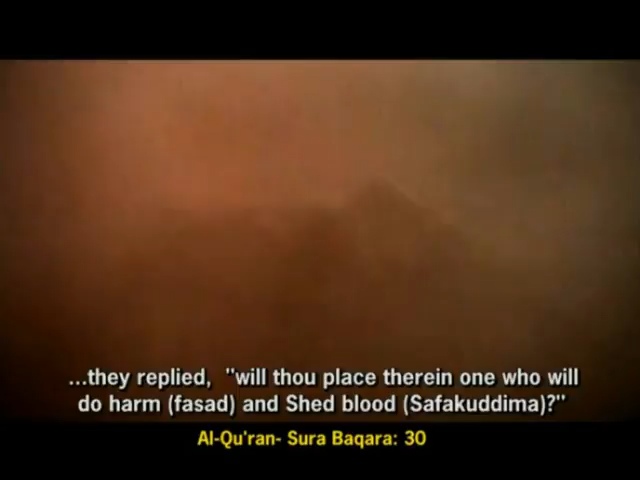 ...they replied, "will thou place therein one who will
do harm (fasad) and Shed blood (Safakuddima)?"
Al-Qu'ran- Sura Baqara: 30